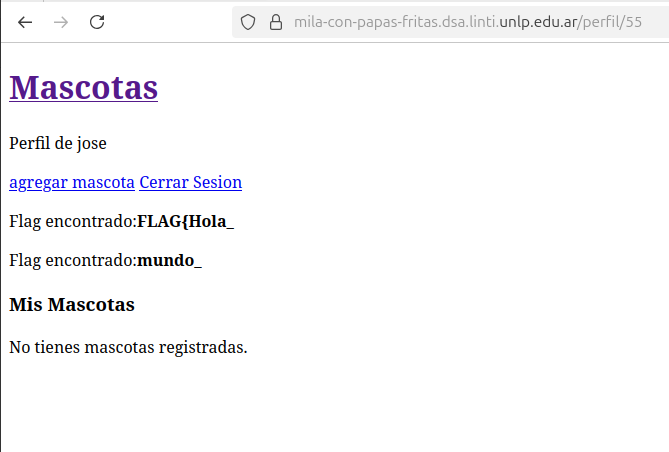 mila-con-papas-fritas.dsa.linti.unlp.edu.ar/perfil/55
Mascotas
Perfil de jose
agregar mascota Cerrar Sesion
Flag encontrado:FLAG{Hola_
Flag encontrado:mundo_
Mis Mascotas
No tienes mascotas registradas.